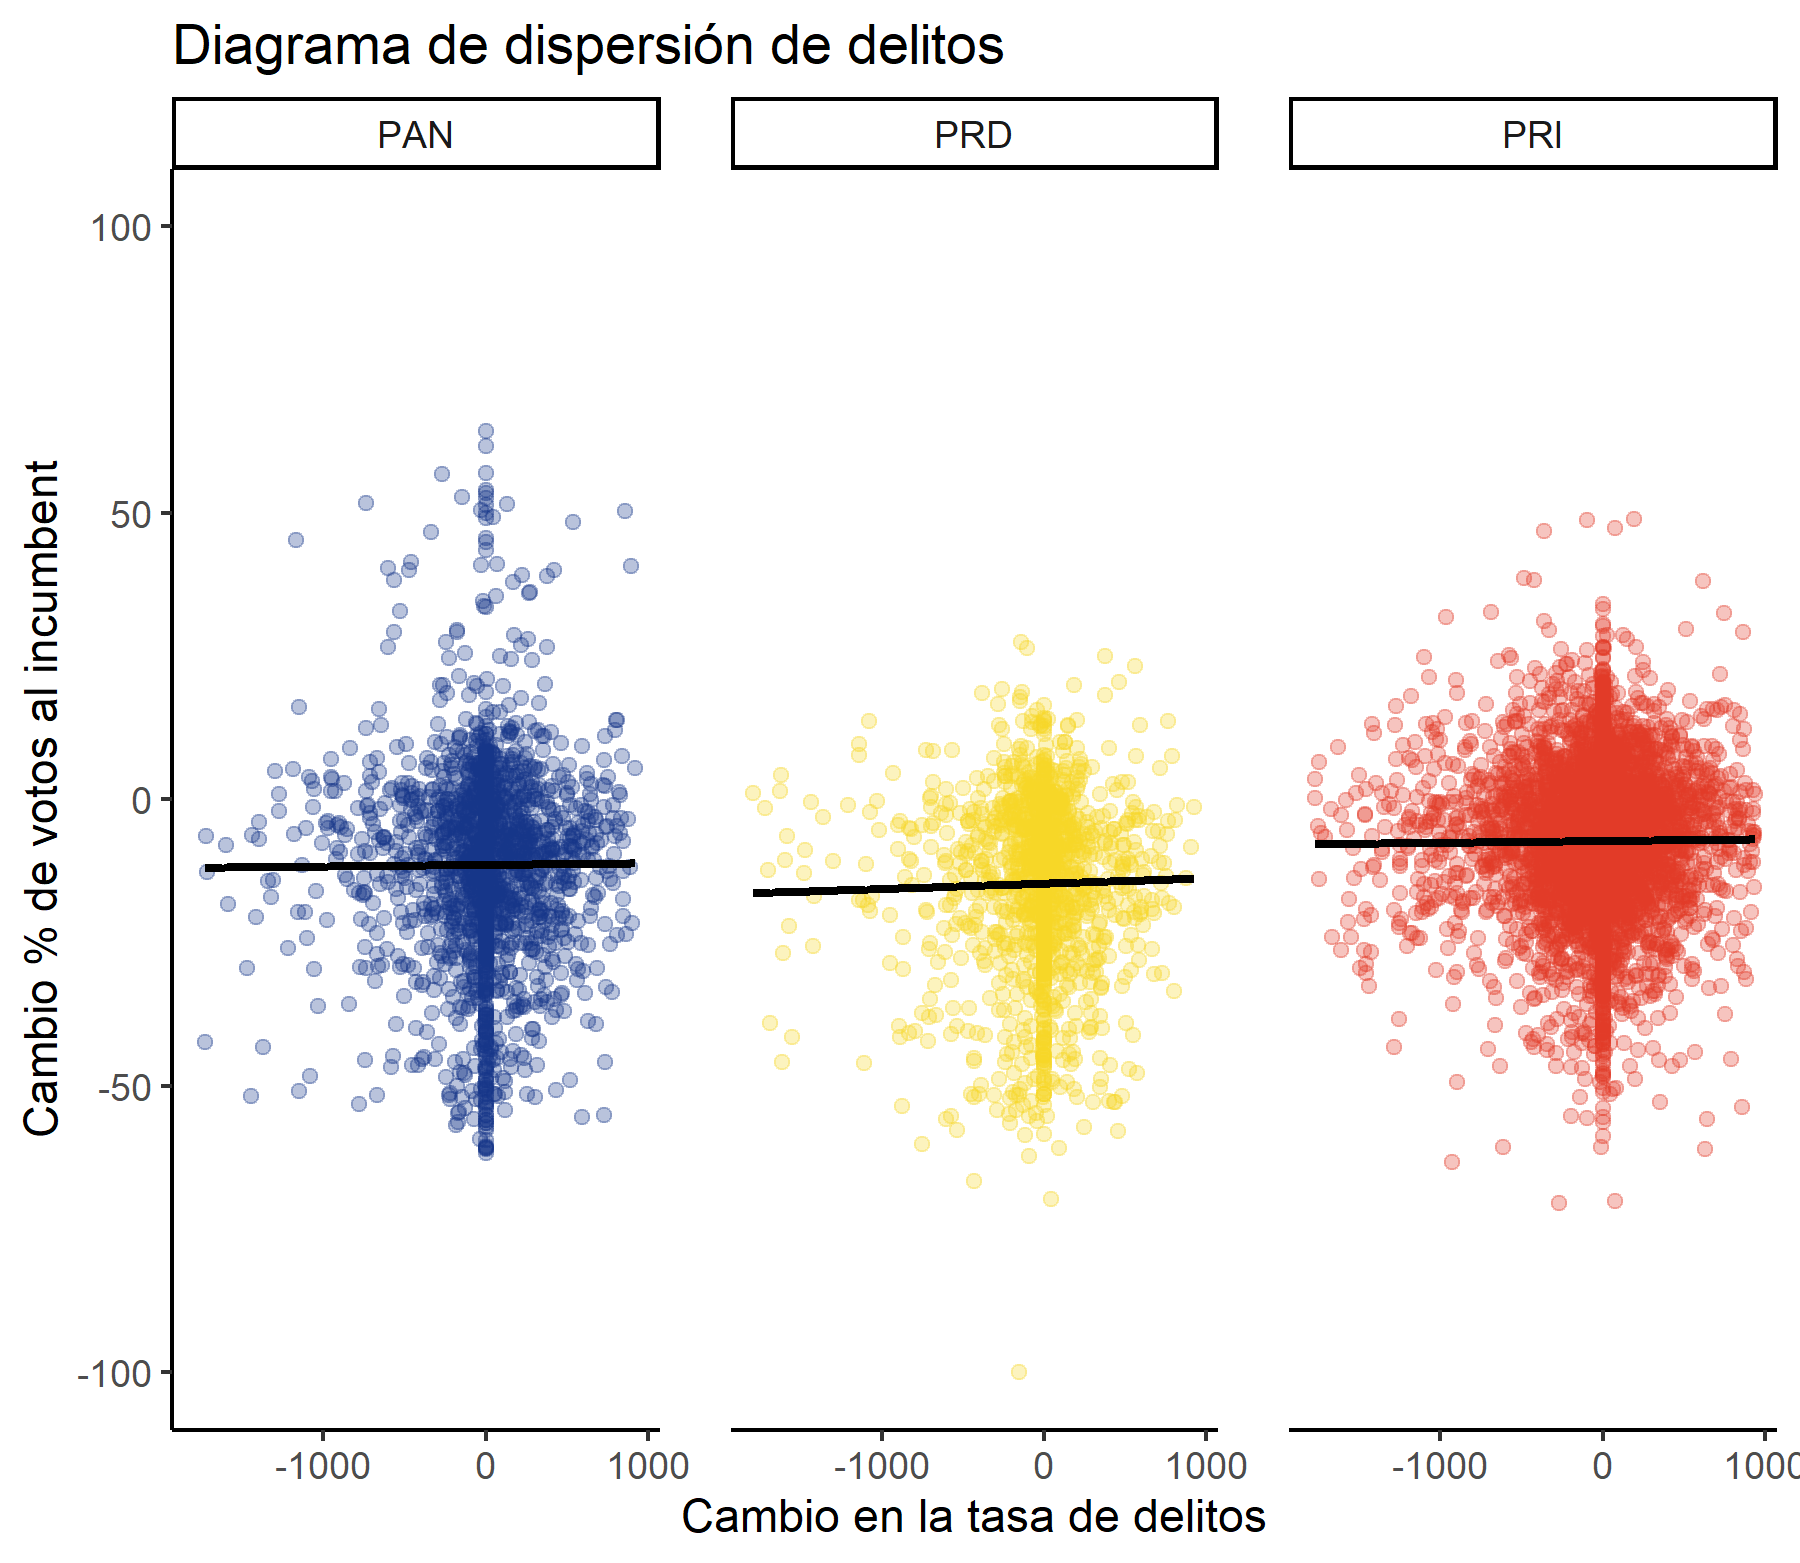 Diagrama de dispersión de delitos
PAN
PRD
PRI
Cambio % de votos al incumbent
100
50
0
-50
-100
-1000
0
1000
-1000
0
1000
-1000
0
1000
Cambio en la tasa de delitos